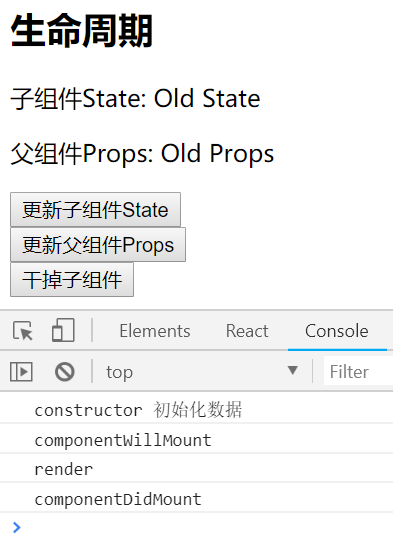 生命周期
子组件State: Old State
父组件Props: Old Props
更新子组件State
更新父组件Props
干掉子组件
Elements React Console
top Filter
constructor 初始化数据
componentWillMount
render
componentDidMount